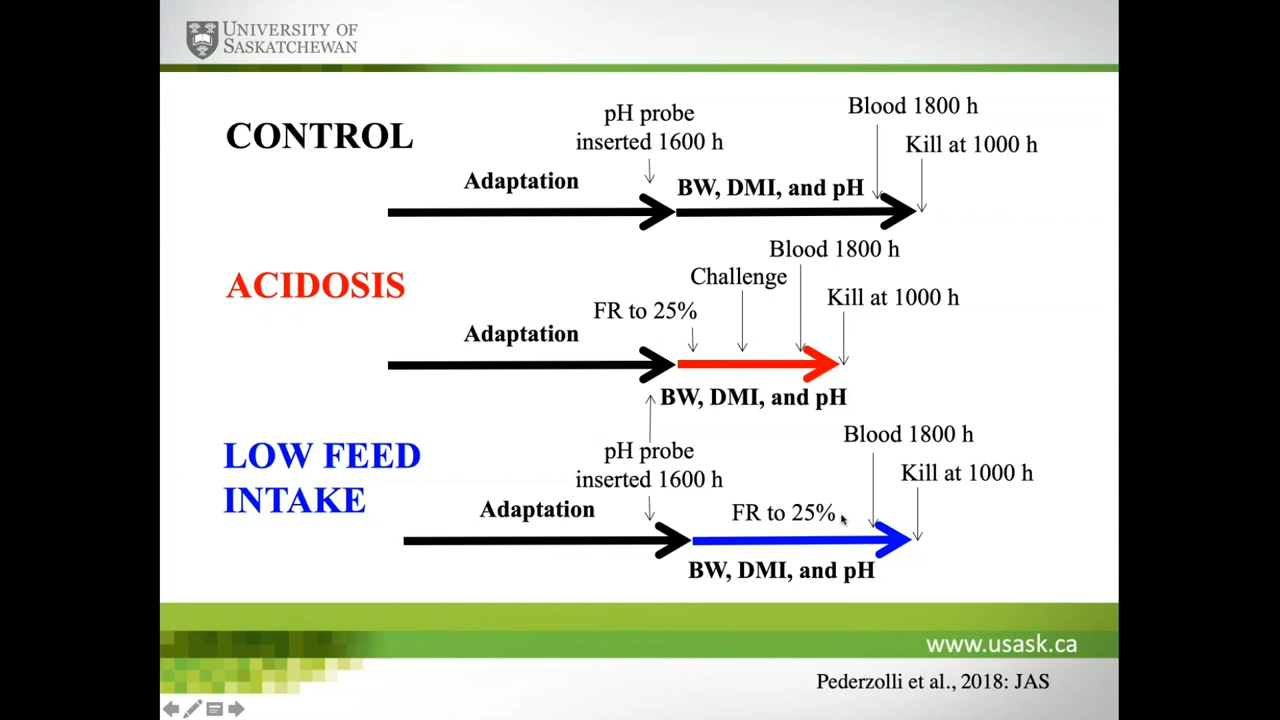 UNIVERSITY OF
SASKATCHEWAN
CONTROL
pH probe
inserted 1600 h
Blood 1800 h
Kill at 1000 h
Adaptation
BW, DMI, and pH
ACIDOSIS
Blood 1800 h
Challenge
Kill at 1000 h
FR to 25%
Adaptation
BW, DMI, and pH
LOW FEED
INTAKE
pH probe
inserted 1600 h
Blood 1800 h
Kill at 1000 h
Adaptation
FR to 25%
BW, DMI, and pH
www.usask.ca
Pederzolli et al., 2018: JAS